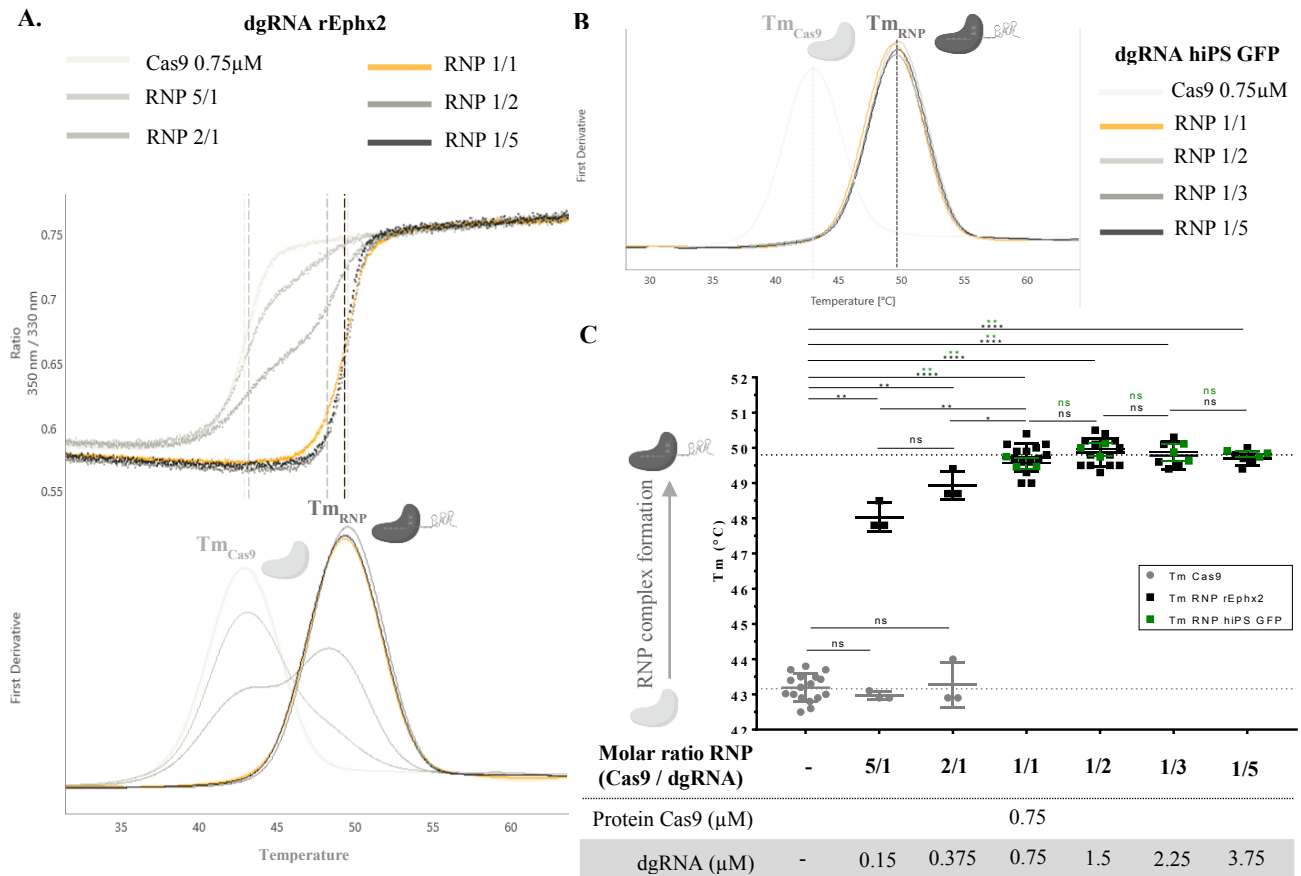 A.
dgRNA rEphx2
Cas9 0.75µM
RNP 5/1
RNP 2/1
RNP 1/1
RNP 1/2
RNP 1/5
0.75
0.7
0.65
0.6
0.55
Ratio
350 nm / 330 nm
TmRNP
TmCas9
First Derivative
35 40 45 50 55 60
Temperature
B
TmCas9
TmRNP
First Derivative
30 35 40 45 50 55 60
Temperature [°C]
dgRNA hiPS GFP
Cas9 0.75µM
RNP 1/1
RNP 1/2
RNP 1/3
RNP 1/5
C
**
****
**
****
**
****
**
****
**
**
**
*
ns
ns
ns
ns
ns
ns
ns
ns
ns
52
51
50
49
48
47
46
45
44
43
42
Tm (°C)
RNP complex formation
Tm Cas9
Tm RNP rEphx2
Tm RNP hiPS GFP
Molar ratio RNP
(Cas9 / dgRNA) - 5/1 2/1 1/1 1/2 1/3 1/5
Protein Cas9 (µM) 0.75
dgRNA (µM) - 0.15 0.375 0.75 1.5 2.25 3.75